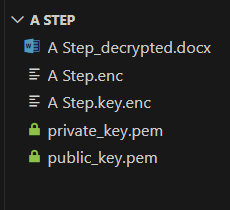 A STEP
A Step_decrypted.docx
A Step.enc
A Step.key.enc
private_key.pem
public_key.pem